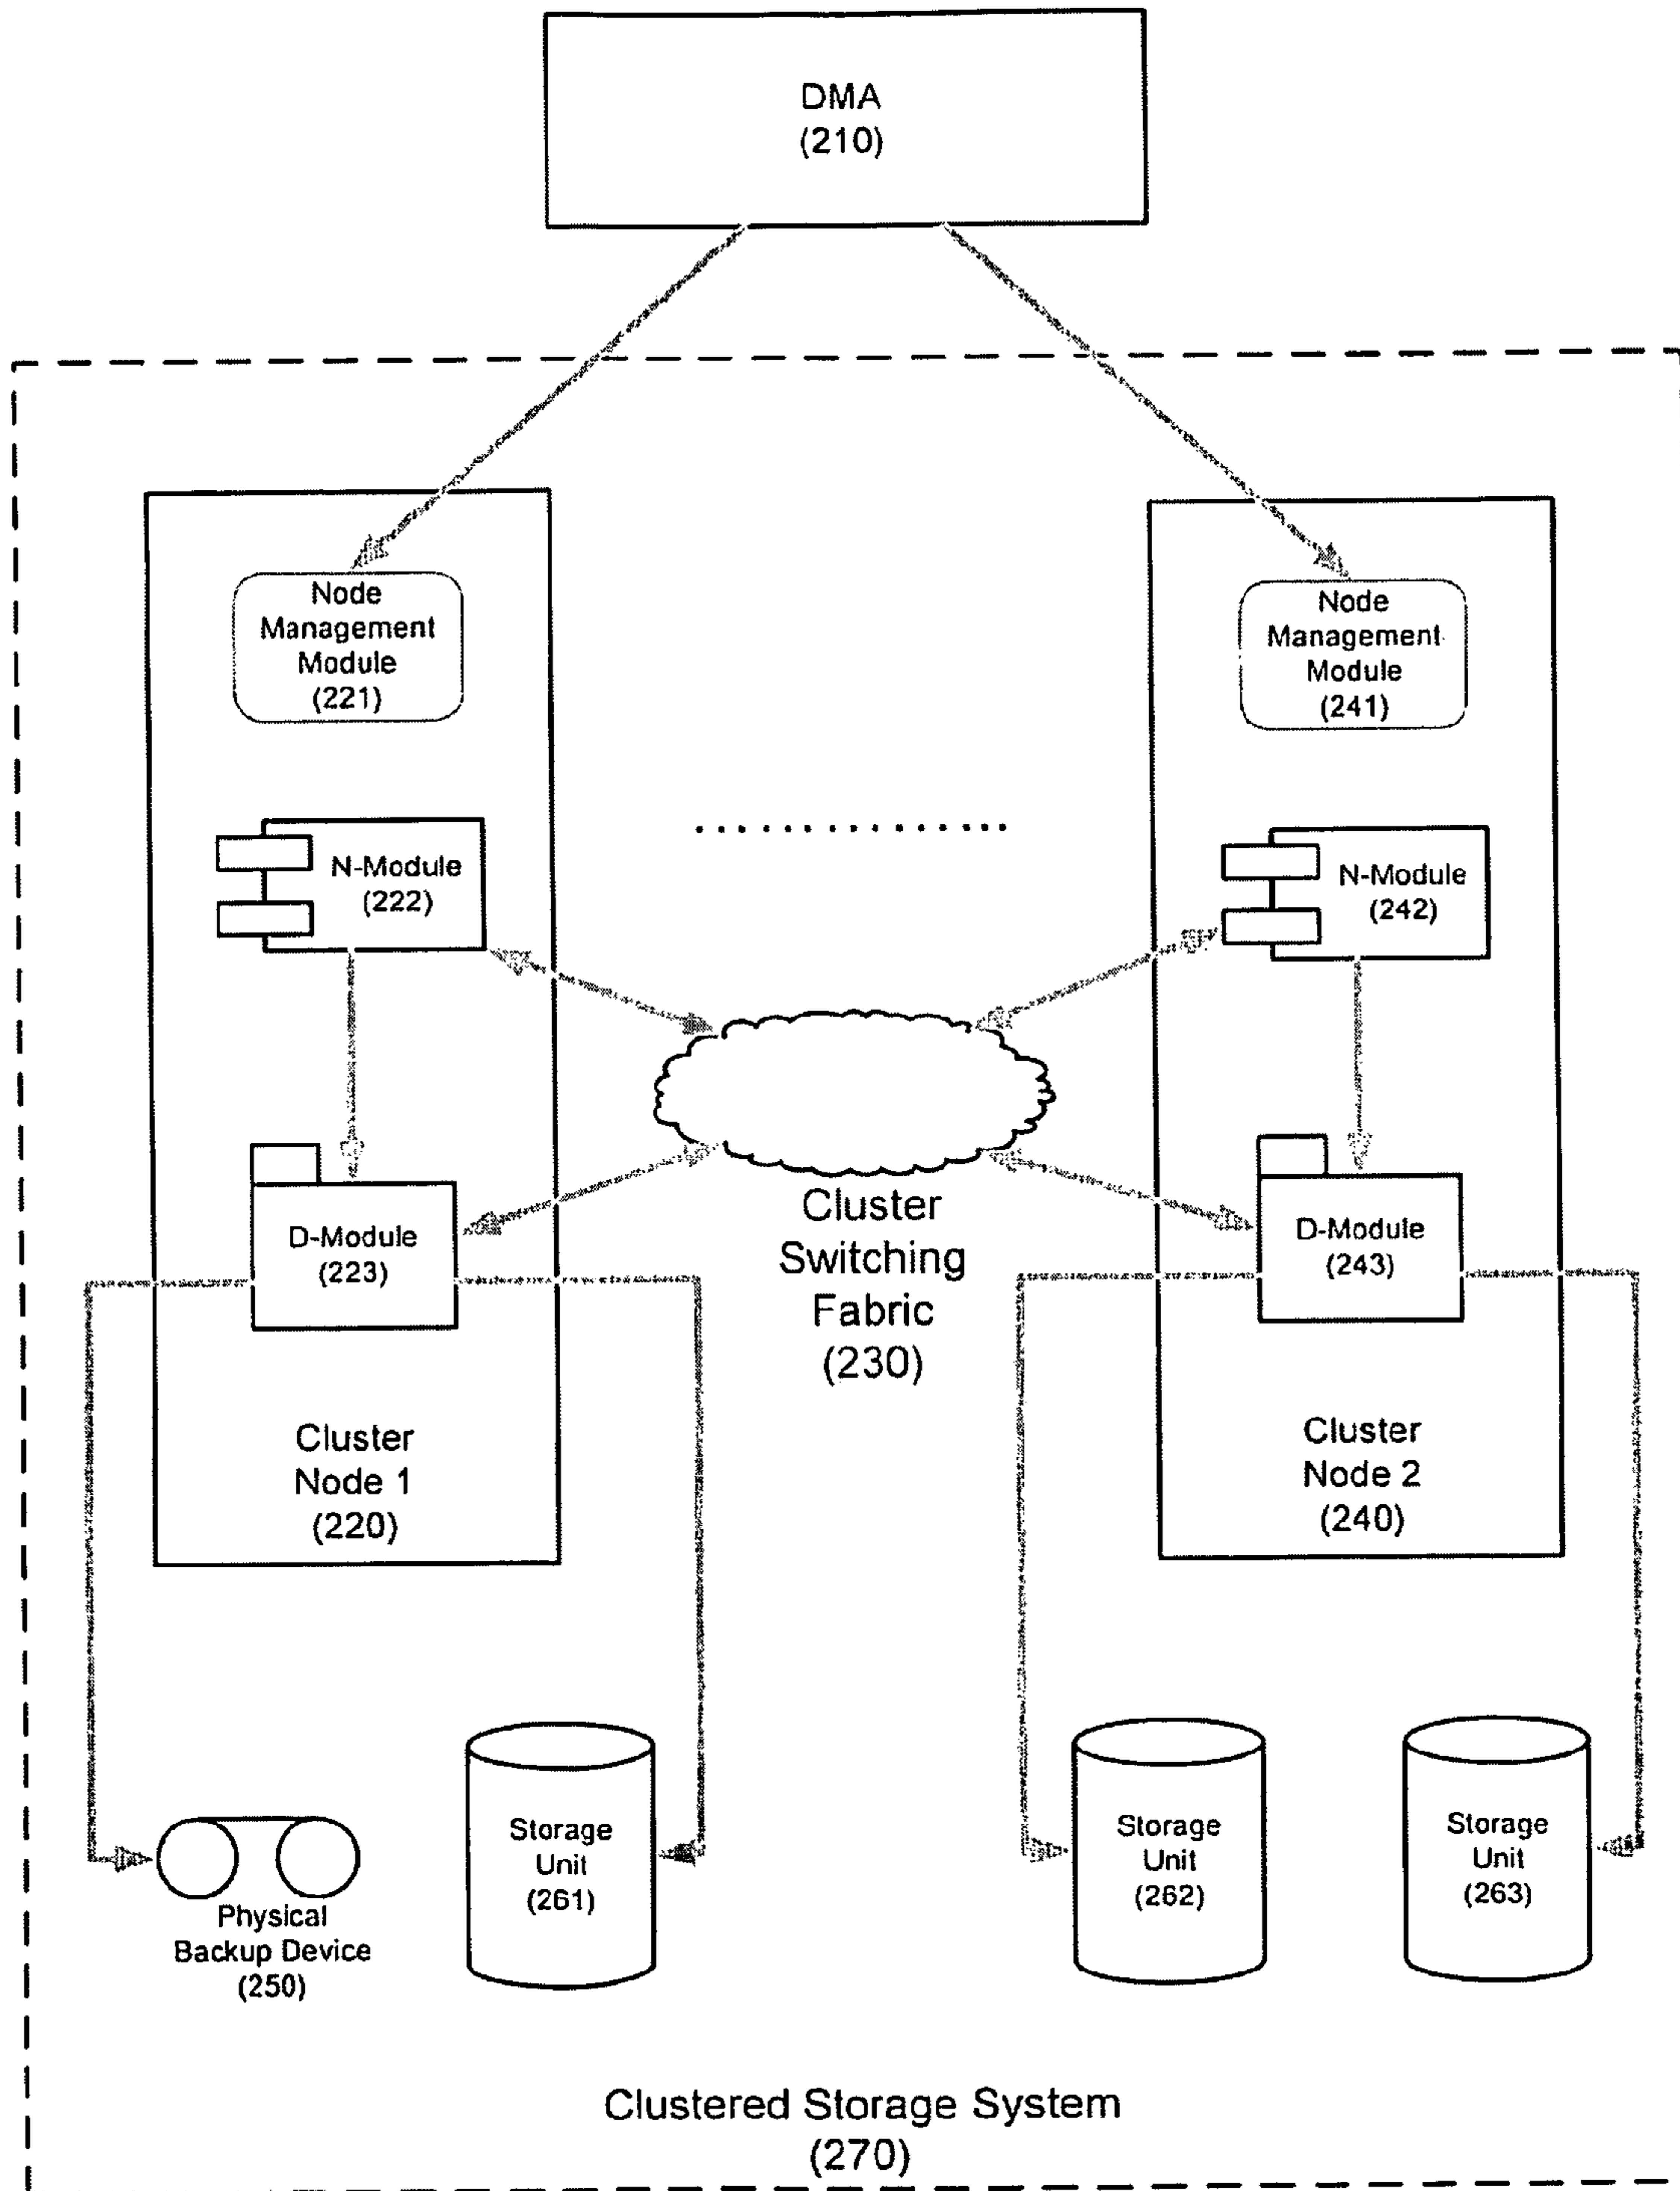 DMA
(210)
Node
Management
Module
(221)
Node
Management
Module
(241)
N-Module
(222)
N-Module
(242)
D-Module
(223)
D-Module
(243)
Cluster
Switching
Fabric
(230)
Cluster
Node 1
(220)
Cluster
Node 2
(240)
Physical
Backup Device
(250)
Storage
Unit
(261)
Storage
Unit
(262)
Storage
Unit
(263)
Clustered Storage System
(270)